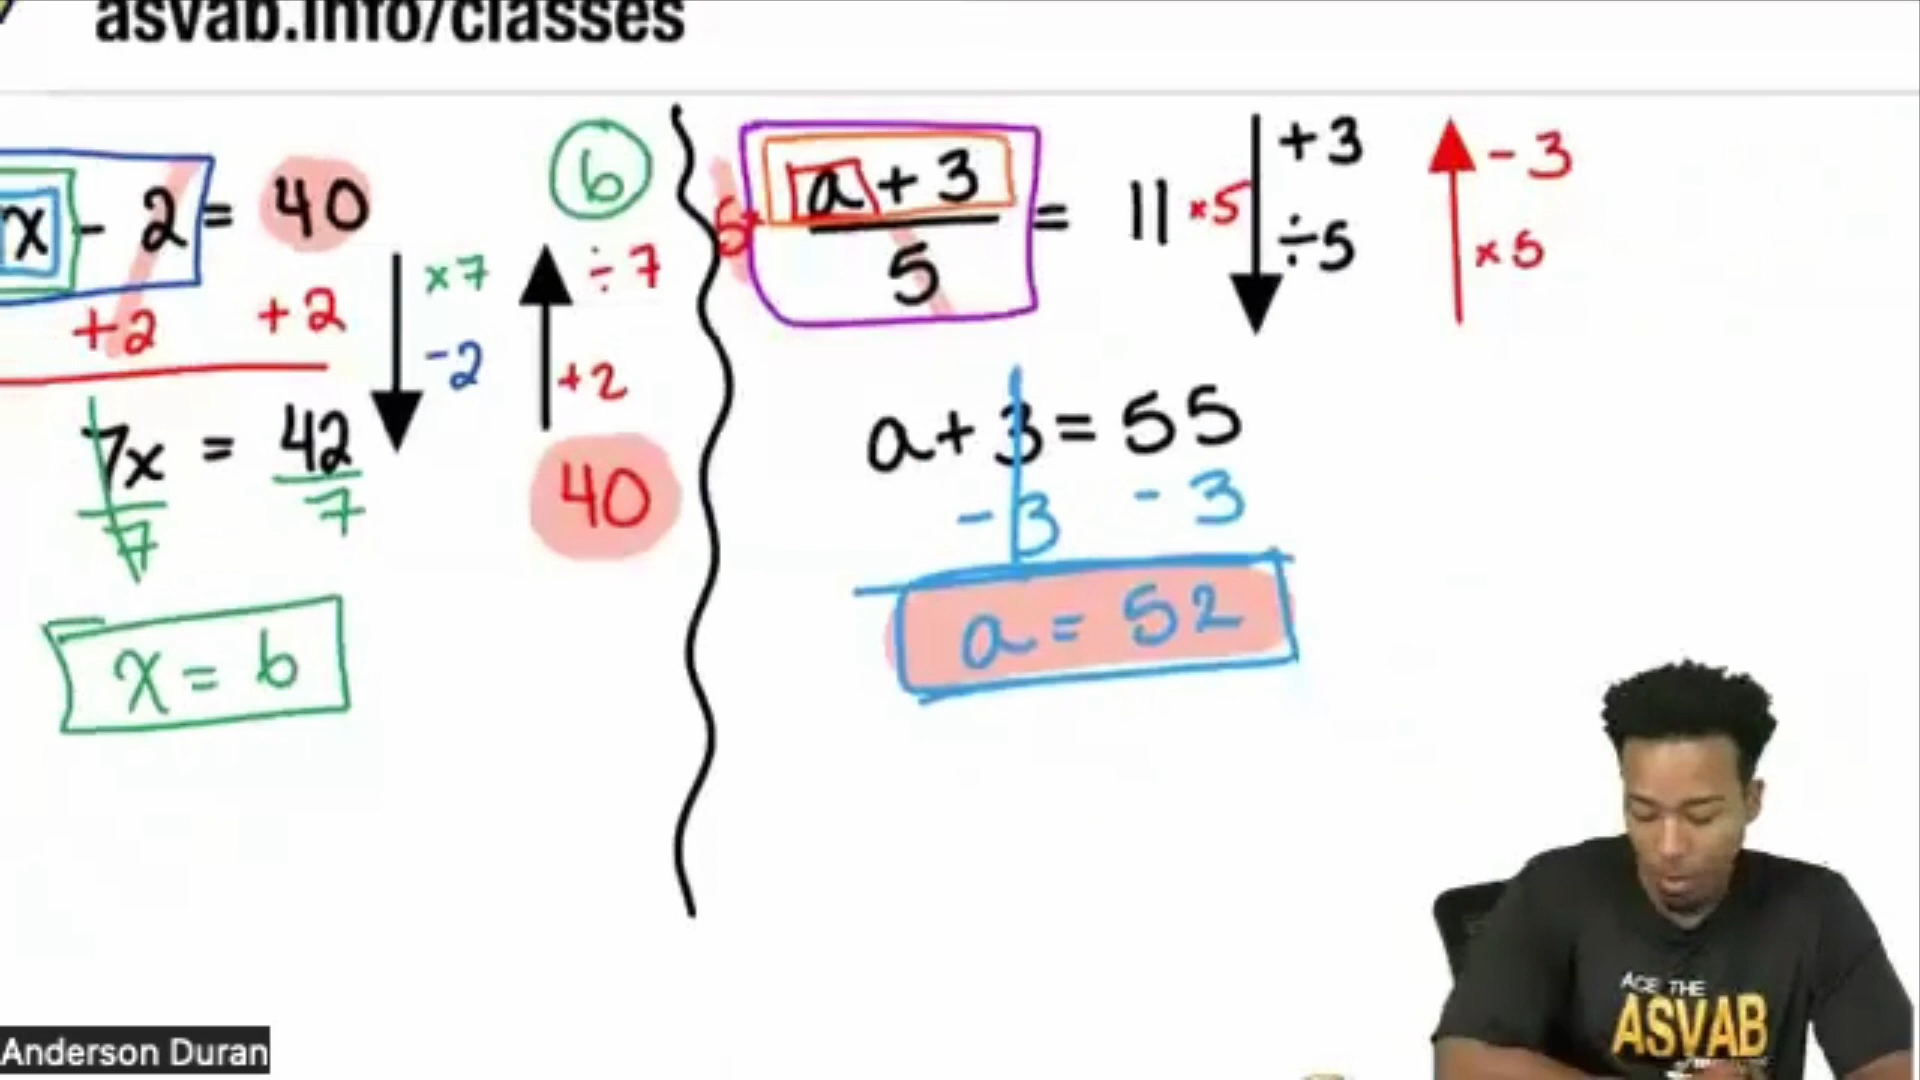 asvab.info/classes
x - 2 = 40
+2 +2
7x = 42
7 7
x = 6
×7
-2
6
÷7
+2
40
5· a + 3 = 11 ×5
5
+3
÷5
-3
×5
a + 3 = 55
-3 -3
a = 52
ACE THE
ASVAB
Anderson Duran